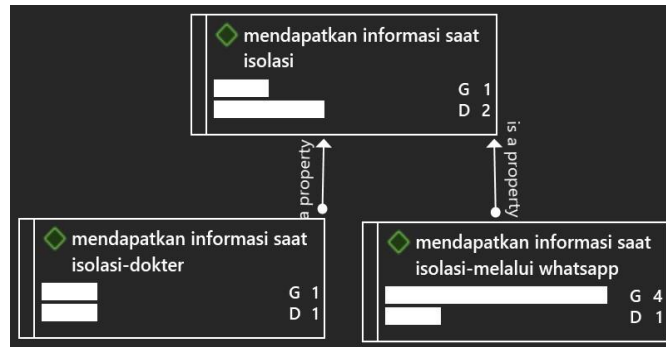 mendapatkan informasi saat
isolasi
G 1
D 2
a property
is a property
mendapatkan informasi saat
isolasi-dokter
G 1
D 1
mendapatkan informasi saat
isolasi-melalui whatsapp
G 4
D 1